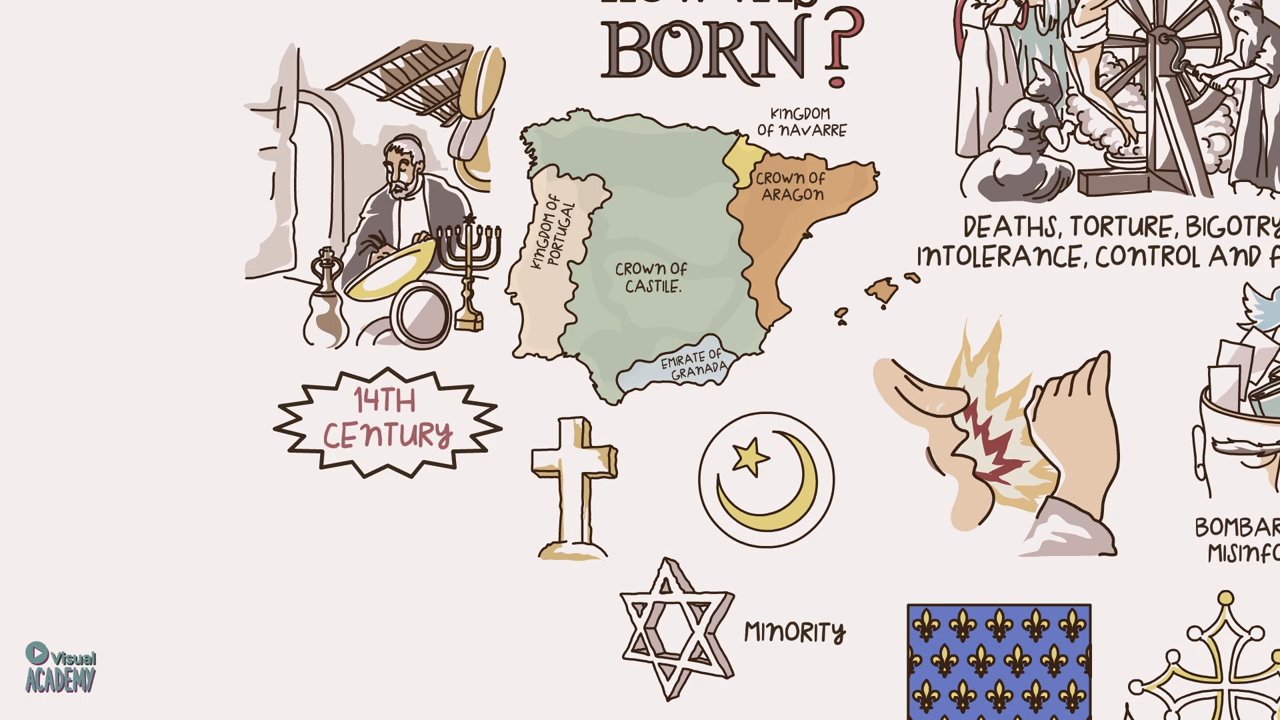 BORN?
KINGDOM
OF NAVARRE
CROWN OF
ARAGON
KINGDOM OF
PORTUGAL
CROWN OF
CASTILE.
EMIRATE OF
GRANADA
DEATHS, TORTURE, BIGOTRY
INTOLERANCE, CONTROL AND
14TH
CENTURY
MINORITY
Visual
ACADEMY